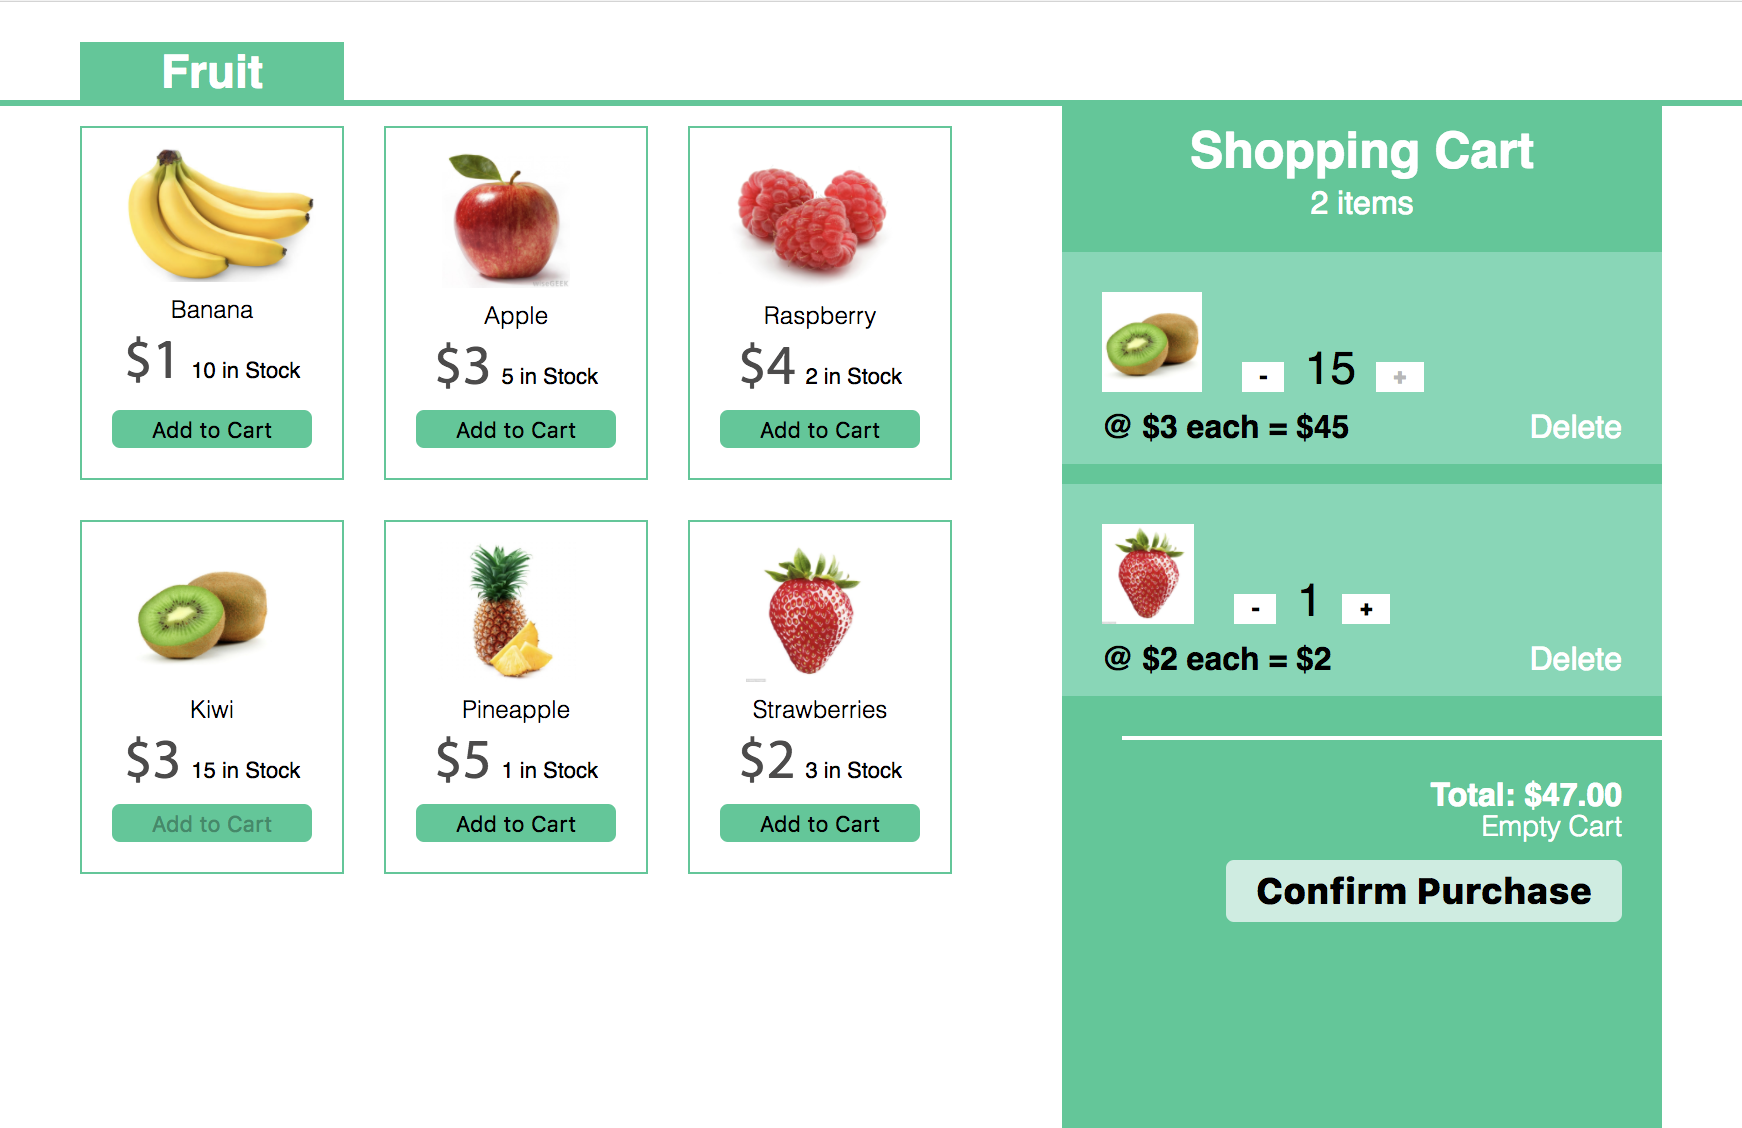 Fruit
Banana
$1 10 in Stock
Add to Cart
Apple
$3 5 in Stock
Add to Cart
Raspberry
$4 2 in Stock
Add to Cart
Kiwi
$3 15 in Stock
Add to Cart
Pineapple
$5 1 in Stock
Add to Cart
Strawberries
$2 3 in Stock
Add to Cart
Shopping Cart
2 items
- 15 +
@ $3 each = $45 Delete
- 1 +
@ $2 each = $2 Delete
Total: $47.00
Empty Cart
Confirm Purchase